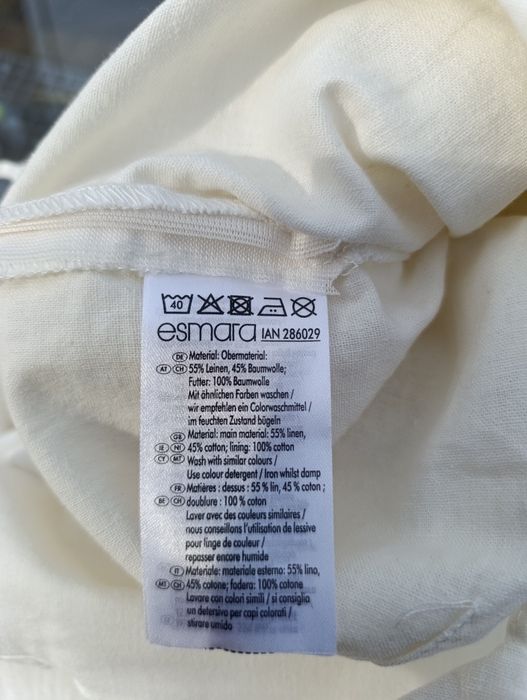 40
esmara IAN 286029
DE Material: Obermaterial:
AT CH 55% Leinen, 45% Baumwolle;
Futter: 100% Baumwolle
Mit ähnlichen Farben waschen /
wir empfehlen ein Colorwaschmittel /
im feuchten Zustand bügeln
GB Material: main material: 55% linen,
IE NI 45% cotton; lining: 100% cotton
CY MT Wash with similar colours /
Use colour detergent / Iron whilst damp
FR Matières : dessus : 55 % lin, 45 % coton ;
BE CH doublure : 100 % coton
Laver avec des couleurs similaires /
nous conseillons l'utilisation de lessive
pour linge de couleur /
repasser encore humide
IT Materiale: materiale esterno: 55% lino,
MT CH 45% cotone; fodera: 100% cotone
Lavare con colori simili / si consiglia
un detersivo per capi colorati /
stirare umido